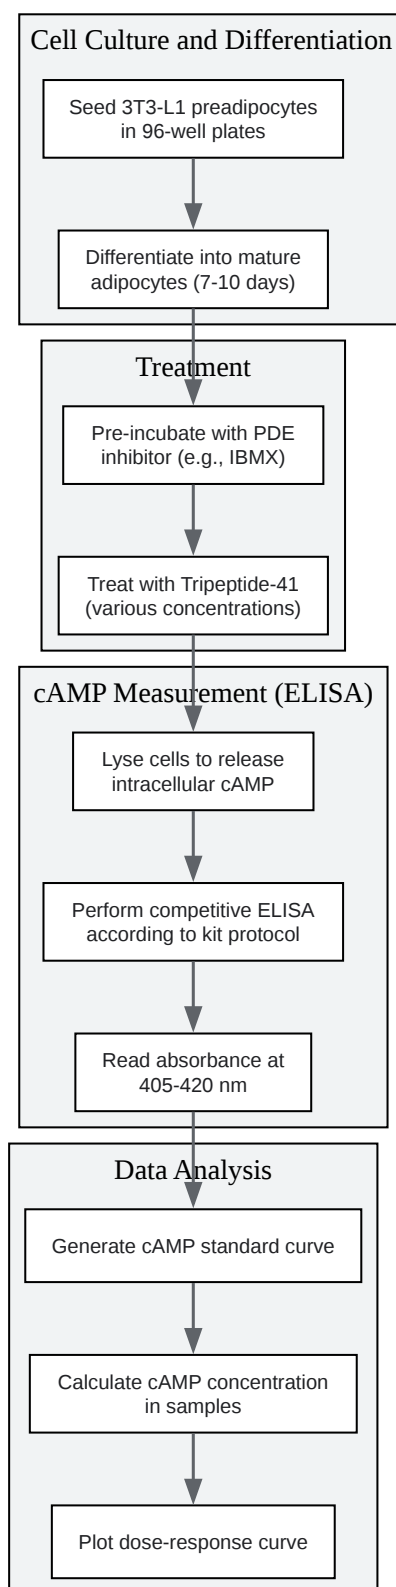 Cell Culture and Differentiation
Seed 3T3-L1 preadipocytes
in 96-well plates
Differentiate into mature
adipocytes (7-10 days)
Treatment
Pre-incubate with PDE
inhibitor (e.g., IBMX)
Treat with Tripeptide-41
(various concentrations)
cAMP Measurement (ELISA)
Lyse cells to release
intracellular cAMP
Perform competitive ELISA
according to kit protocol
Read absorbance at
405-420 nm
Data Analysis
Generate cAMP standard curve
Calculate cAMP concentration
in samples
Plot dose-response curve